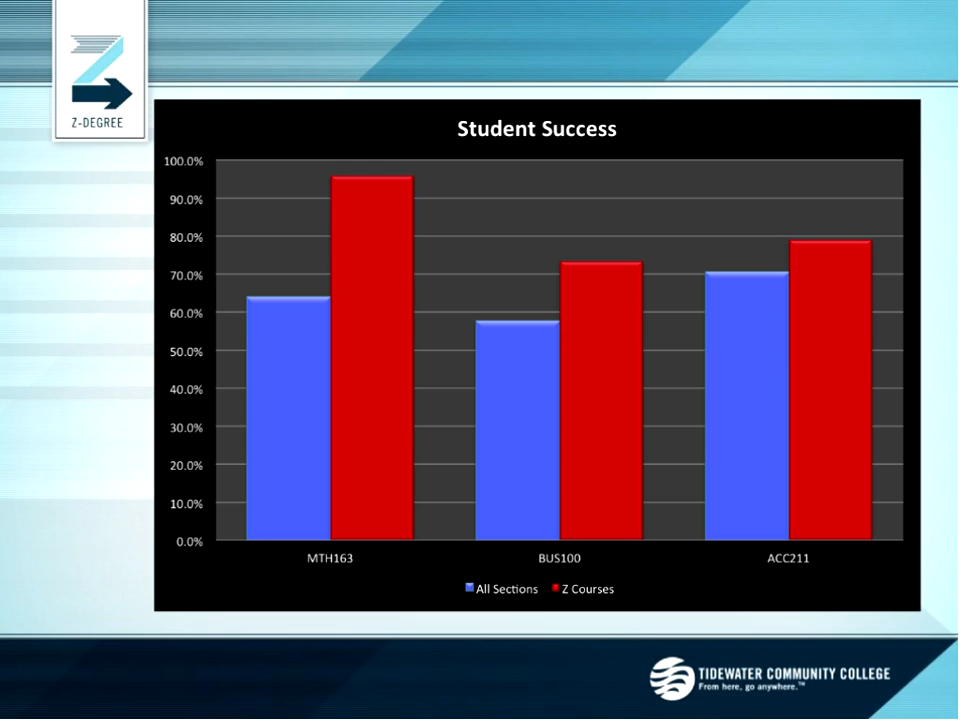 Z-DEGREE
Student Success
100.0%
90.0%
80.0%
70.0%
60.0%
50.0%
40.0%
30.0%
20.0%
10.0%
0.0%
MTH163 BUS100 ACC211
All Sections Z Courses
TIDEWATER COMMUNITY COLLEGE
From here, go anywhere.™